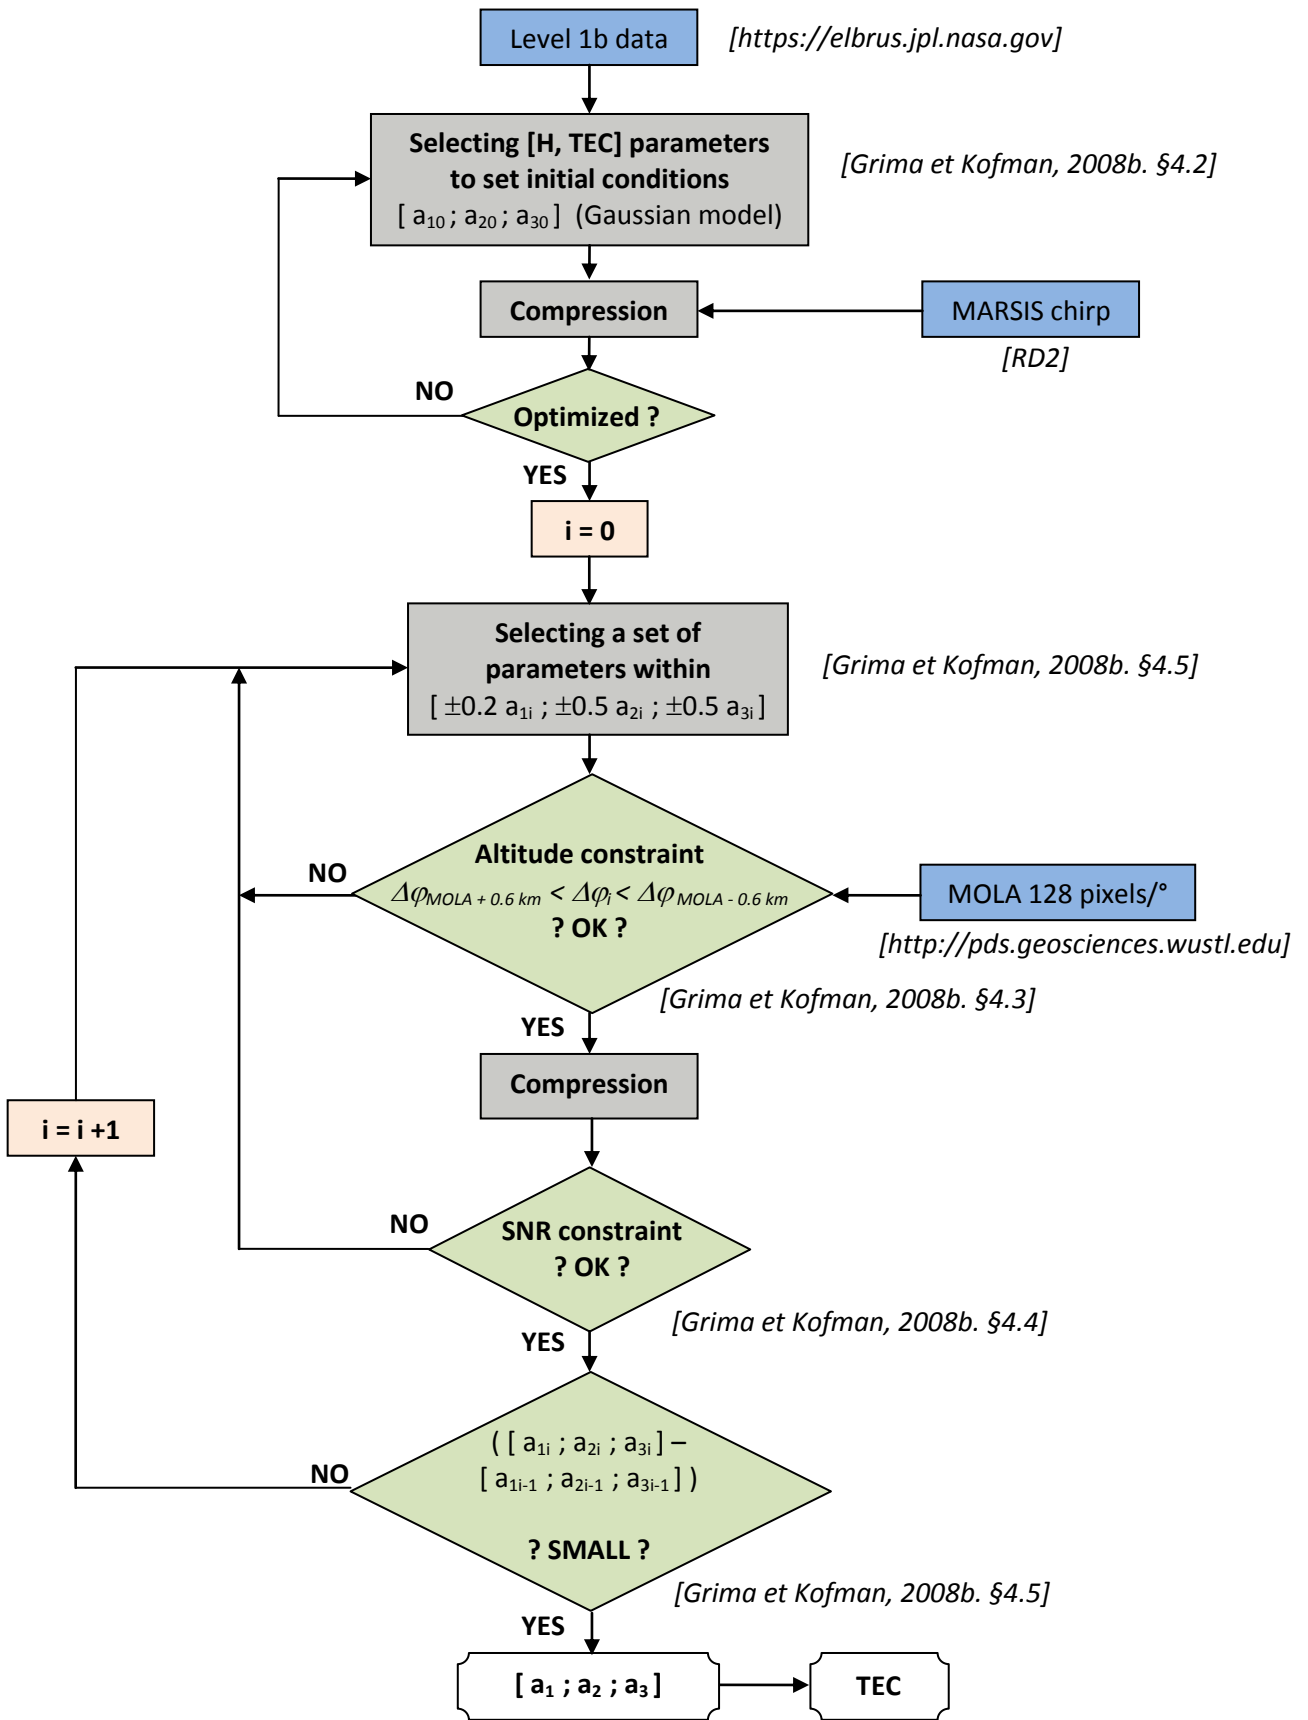 Level 1b data
[https://elbrus.jpl.nasa.gov]
Selecting [H, TEC] parameters
to set initial conditions
[ a10 ; a20 ; a30 ] (Gaussian model)
[Grima et Kofman, 2008b. §4.2]
Compression
MARSIS chirp
[RD2]
NO
Optimized ?
YES
i = 0
Selecting a set of
parameters within
[ ±0.2 a1i ; ±0.5 a2i ; ±0.5 a3i ]
[Grima et Kofman, 2008b. §4.5]
NO
Altitude constraint
ΔφMOLA + 0.6 km < Δφi < Δφ MOLA - 0.6 km
? OK ?
MOLA 128 pixels/°
[http://pds.geosciences.wustl.edu]
[Grima et Kofman, 2008b. §4.3]
YES
Compression
i = i +1
NO
SNR constraint
? OK ?
[Grima et Kofman, 2008b. §4.4]
YES
NO
( [ a1i ; a2i ; a3i ] –
[ a1i-1 ; a2i-1 ; a3i-1 ] )
? SMALL ?
[Grima et Kofman, 2008b. §4.5]
YES
[ a1 ; a2 ; a3 ]
TEC